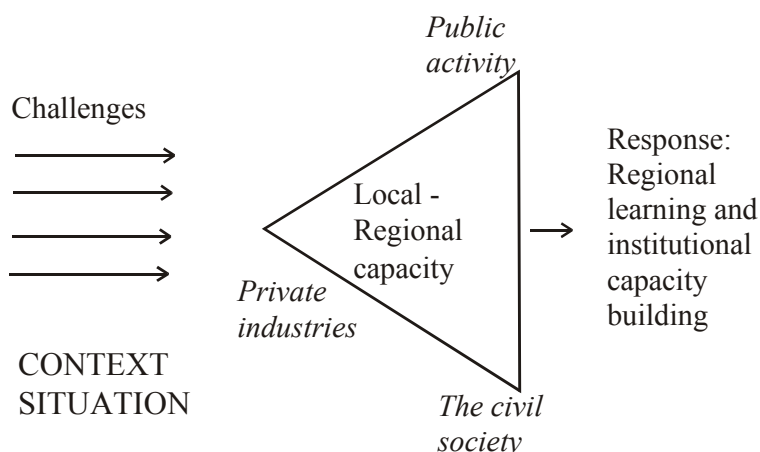 Public
activity
Challenges
Response:
Regional
learning and
institutional
capacity
building
Local -
Regional
capacity
Private
industries
CONTEXT
SITUATION
The civil
society